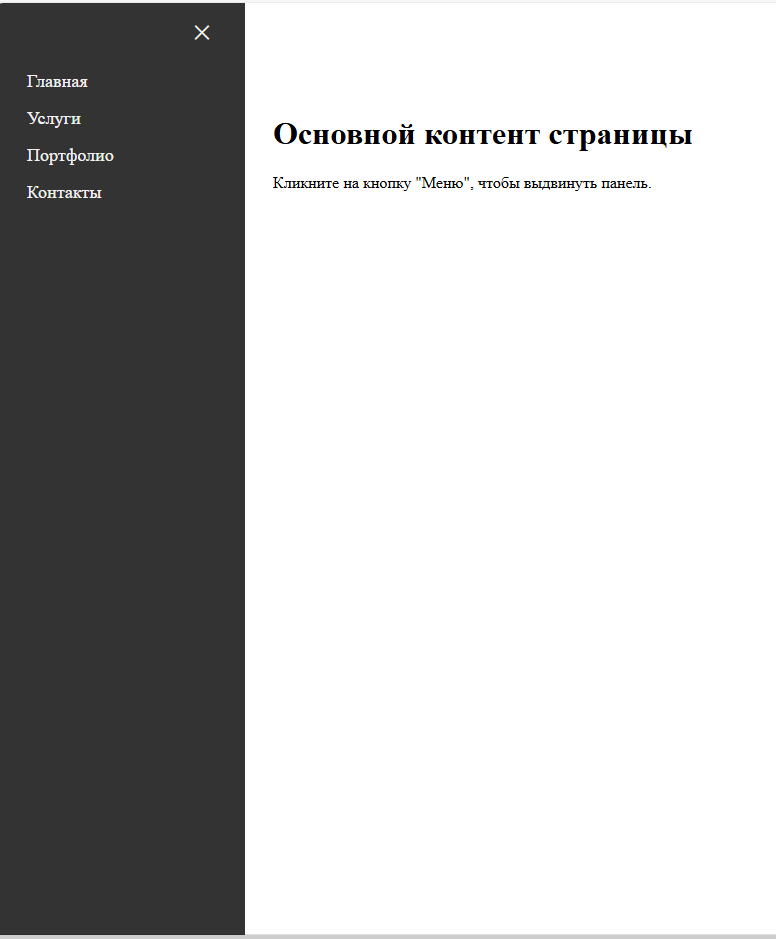 Главная
Услуги
Портфолио
Контакты
Основной контент страницы
Кликните на кнопку "Меню", чтобы выдвинуть панель.